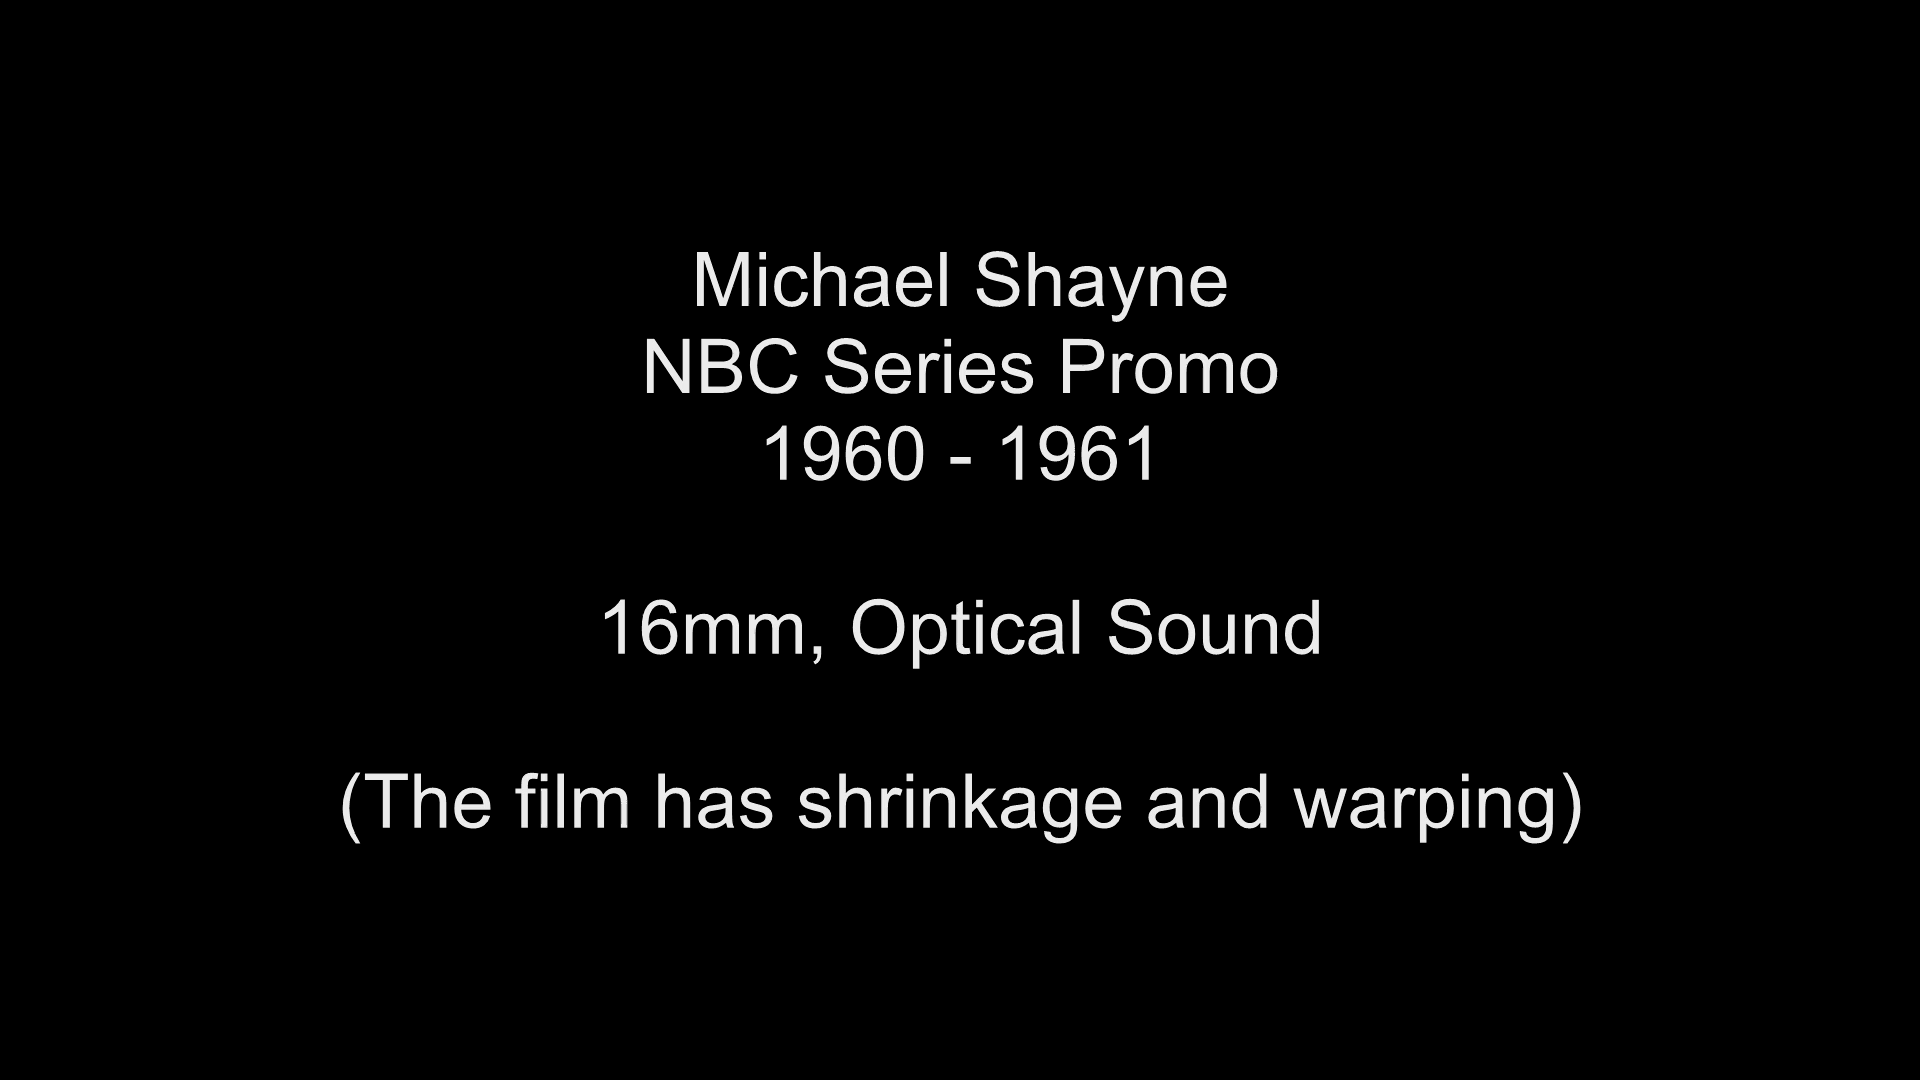 Michael Shayne
NBC Series Promo
1960 - 1961
16mm, Optical Sound
(The film has shrinkage and warping)